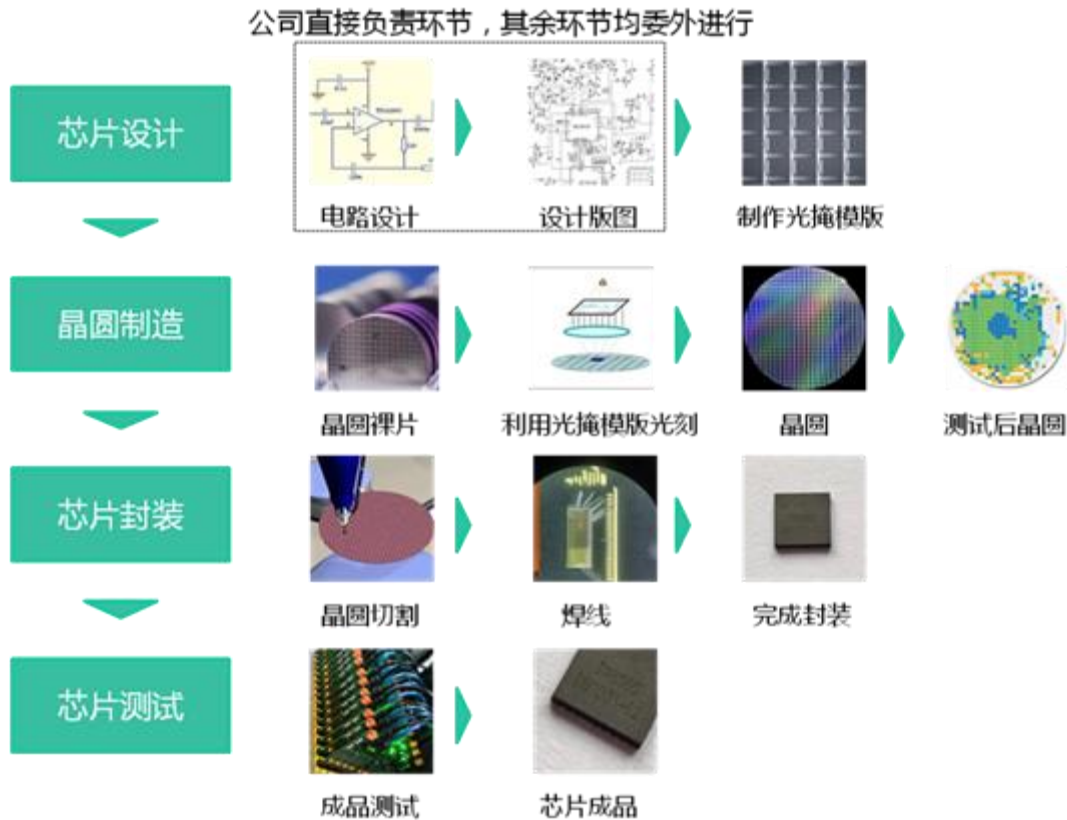 公司直接负责环节，其余环节均委外进行
芯片设计
电路设计
设计版图
制作光掩模版
晶圆制造
晶圆裸片
利用光掩模版光刻
晶圆
测试后晶圆
芯片封装
晶圆切割
焊线
完成封装
芯片测试
成品测试
芯片成品